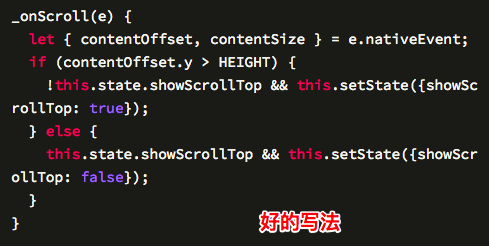 _onScroll(e) {
  let { contentOffset, contentSize } = e.nativeEvent;
  if (contentOffset.y > HEIGHT) {
    !this.state.showScrollTop && this.setState({showSc
rollTop: true});
  } else {
    this.state.showScrollTop && this.setState({showScr
ollTop: false});
  }
}
好的写法